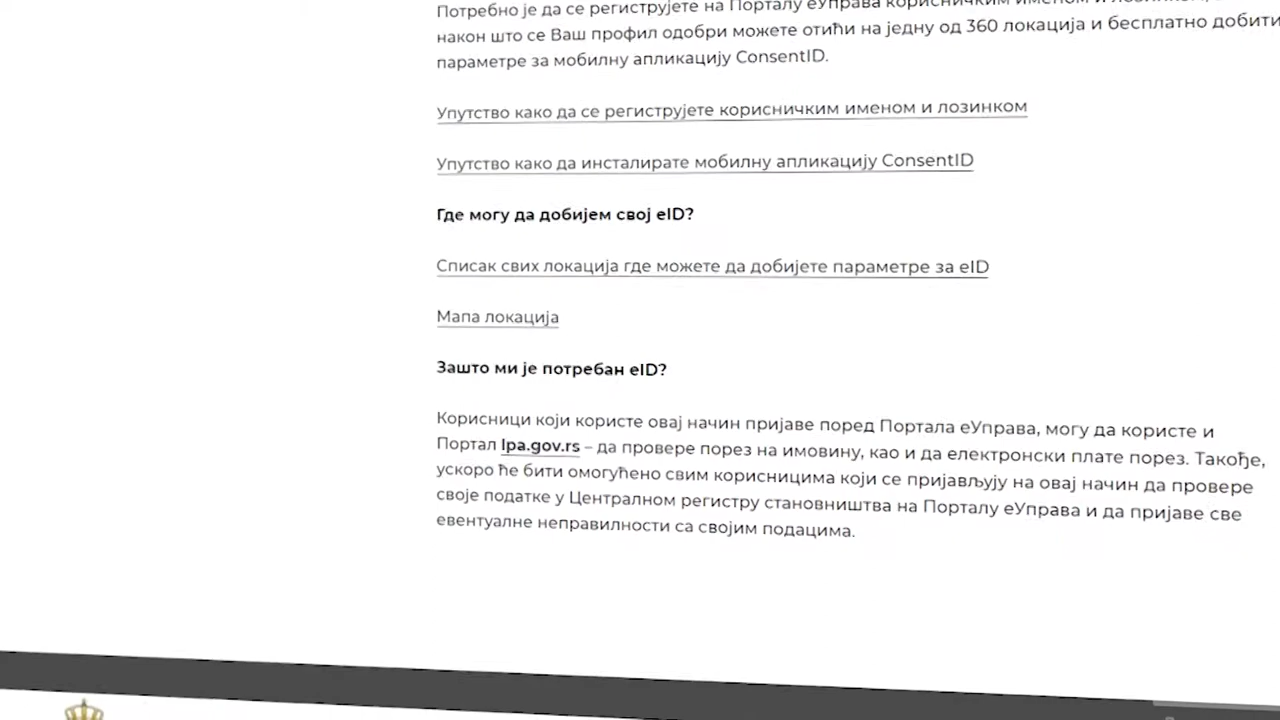 Потребно је да се региструјете на Порталу еУправа корисничким именом и
након што се Ваш профил одобри можете отићи на једну од 360 локација и бесплатно добити
параметре за мобилну апликацију ConsentID.
Упутство како да се региструјете корисничким именом и лозинком
Упутство како да инсталирате мобилну апликацију ConsentID
Где могу да добијем свој eID?
Списак свих локација где можете да добијете параметре за eID
Мапа локација
Зашто ми је потребан eID?
Корисници који користе овај начин пријаве поред Портала еУправа, могу да користе и
Портал lpa.gov.rs – да провере порез на имовину, као и да електронски плате порез. Такође,
ускоро ће бити омогућено свим корисницима који се пријављују на овај начин да провере
своје податке у Централном регистру становништва на Порталу еУправа и да пријаве све
евентуалне неправилности са својим подацима.